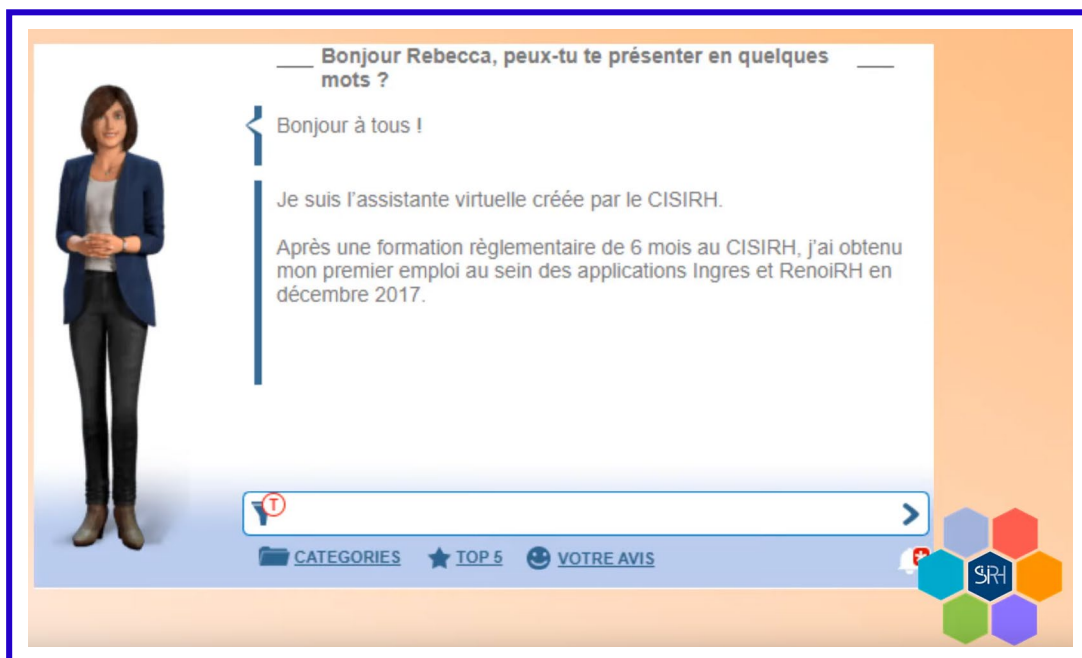 Bonjour Rebecca, peux-tu te présenter en quelques
mots ?
Bonjour à tous !
Je suis l'assistante virtuelle créée par le CISIRH.
Après une formation règlementaire de 6 mois au CISIRH, j'ai obtenu
mon premier emploi au sein des applications Ingres et RenoiRH en
décembre 2017.
T
CATEGORIES TOP 5 VOTRE AVIS
SIRH